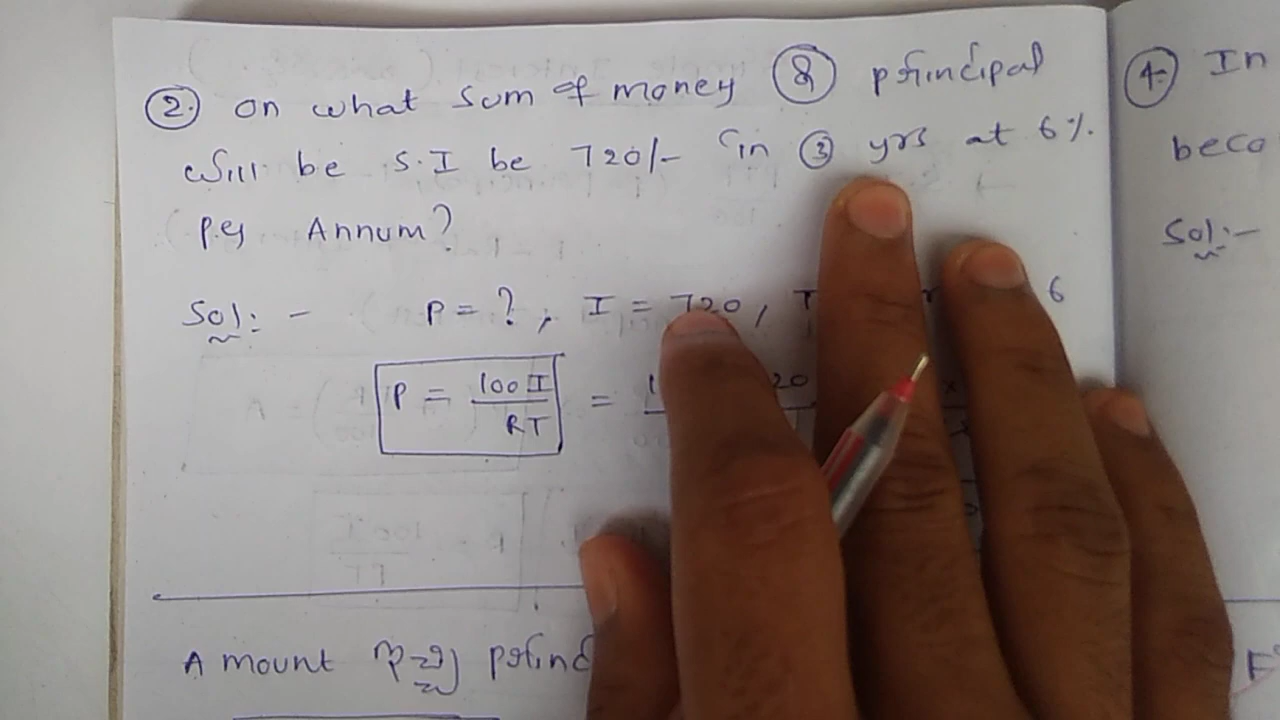 ② on what sum of money & principal
will be S.I be 720/- in ③ yrs at 6%.
per Annum?
Sol: - P = ?, I = 720, T 6
P = 100 I / RT =
Amount
④ In
beco
Sol:-